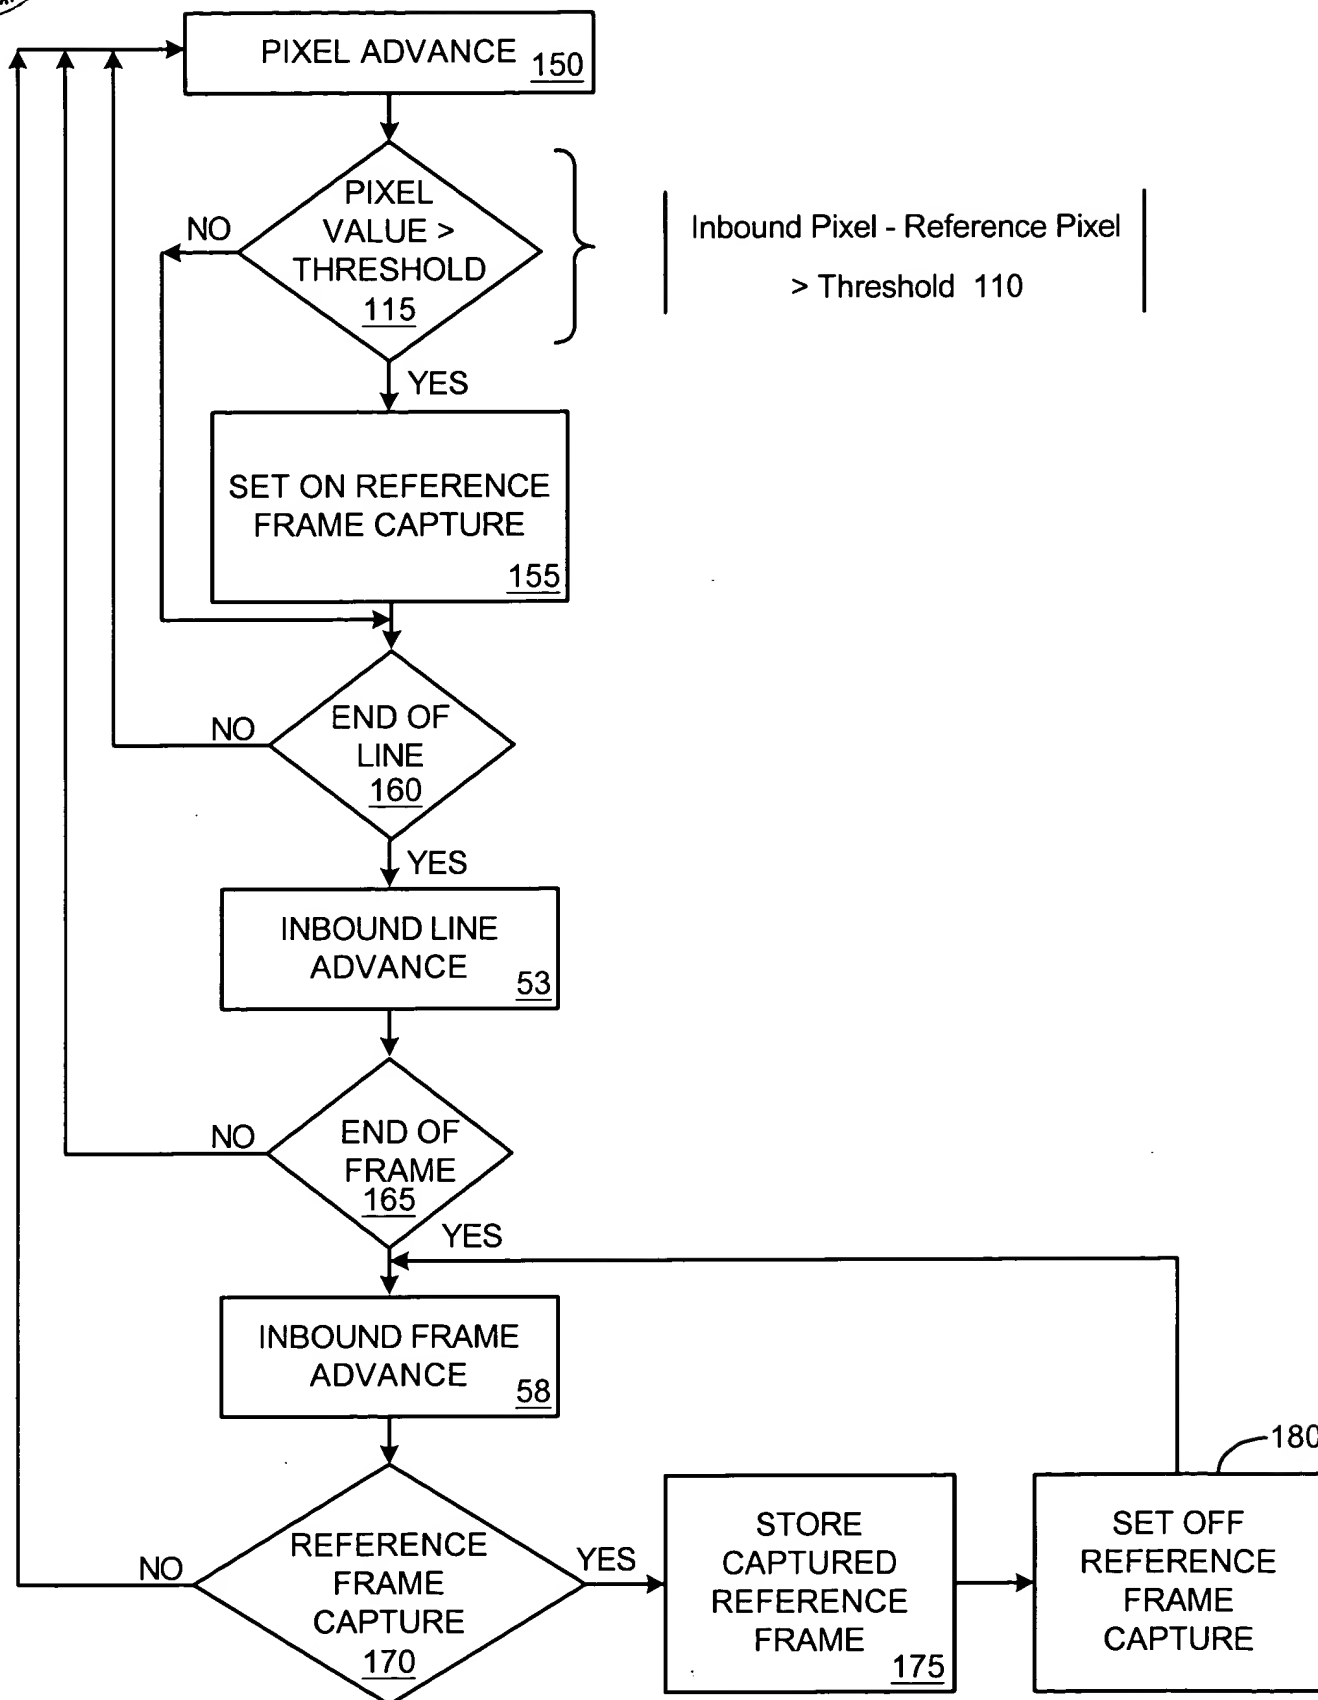 PIXEL ADVANCE 150
PIXEL
VALUE >
THRESHOLD
115
NO
Inbound Pixel - Reference Pixel
> Threshold 110
YES
SET ON REFERENCE
FRAME CAPTURE
155
END OF
LINE
160
NO
YES
INBOUND LINE
ADVANCE
53
END OF
FRAME
165
NO
YES
INBOUND FRAME
ADVANCE
58
REFERENCE
FRAME
CAPTURE
170
NO
YES
STORE
CAPTURED
REFERENCE
FRAME
175
180
SET OFF
REFERENCE
FRAME
CAPTURE